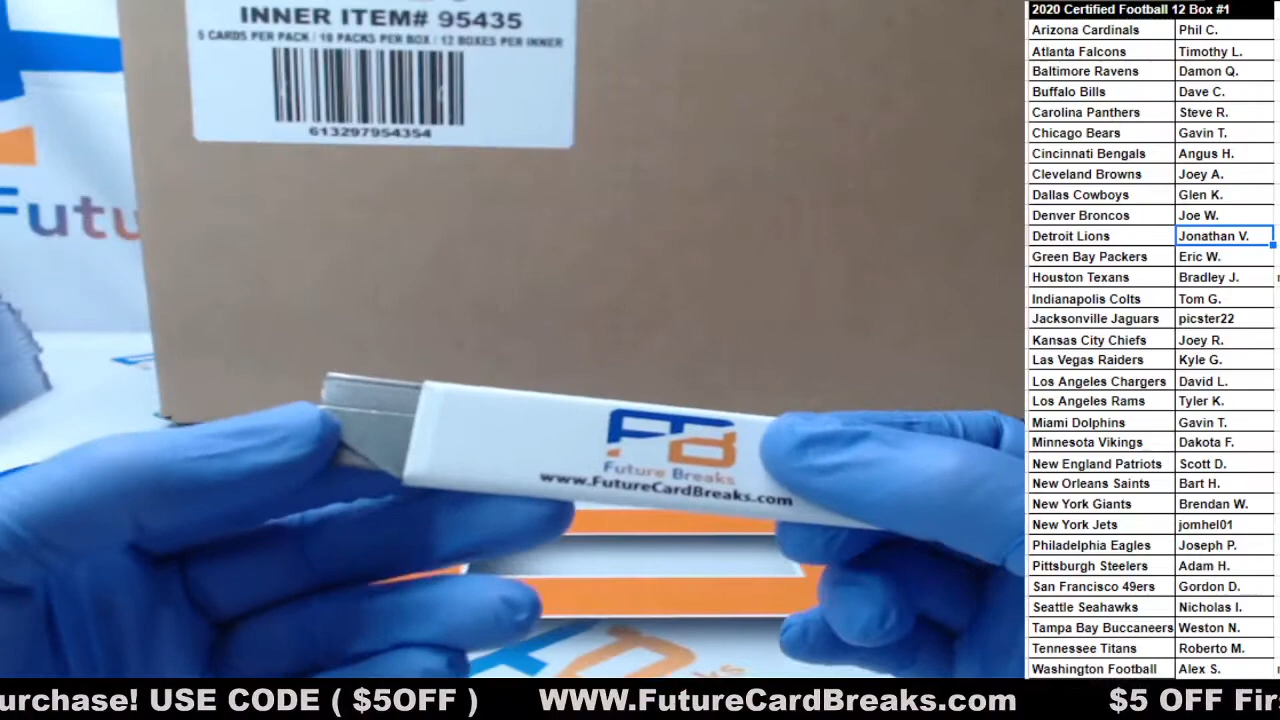 INNER ITEM# 95435
5 CARDS PER PACK | 10 PACKS PER BOX | 12 BOXES PER INNER
613297954354
Futu
FB
Future Breaks
www.FutureCardBreaks.com
2020 Certified Football 12 Box #1
Arizona Cardinals Phil C.
Atlanta Falcons Timothy L.
Baltimore Ravens Damon Q.
Buffalo Bills Dave C.
Carolina Panthers Steve R.
Chicago Bears Gavin T.
Cincinnati Bengals Angus H.
Cleveland Browns Joey A.
Dallas Cowboys Glen K.
Denver Broncos Joe W.
Detroit Lions Jonathan V.
Green Bay Packers Eric W.
Houston Texans Bradley J.
Indianapolis Colts Tom G.
Jacksonville Jaguars picster22
Kansas City Chiefs Joey R.
Las Vegas Raiders Kyle G.
Los Angeles Chargers David L.
Los Angeles Rams Tyler K.
Miami Dolphins Gavin T.
Minnesota Vikings Dakota F.
New England Patriots Scott D.
New Orleans Saints Bart H.
New York Giants Brendan W.
New York Jets jomhel01
Philadelphia Eagles Joseph P.
Pittsburgh Steelers Adam H.
San Francisco 49ers Gordon D.
Seattle Seahawks Nicholas I.
Tampa Bay Buccaneers Weston N.
Tennessee Titans Roberto M.
Washington Football Alex S.
urchase! USE CODE ( $5OFF ) WWW.FutureCardBreaks.com $5 OFF Fir